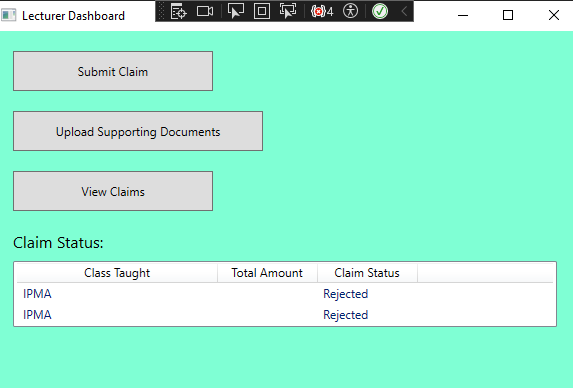 Lecturer Dashboard
4
Submit Claim
Upload Supporting Documents
View Claims
Claim Status:
Class Taught Total Amount Claim Status
IPMA Rejected
IPMA Rejected